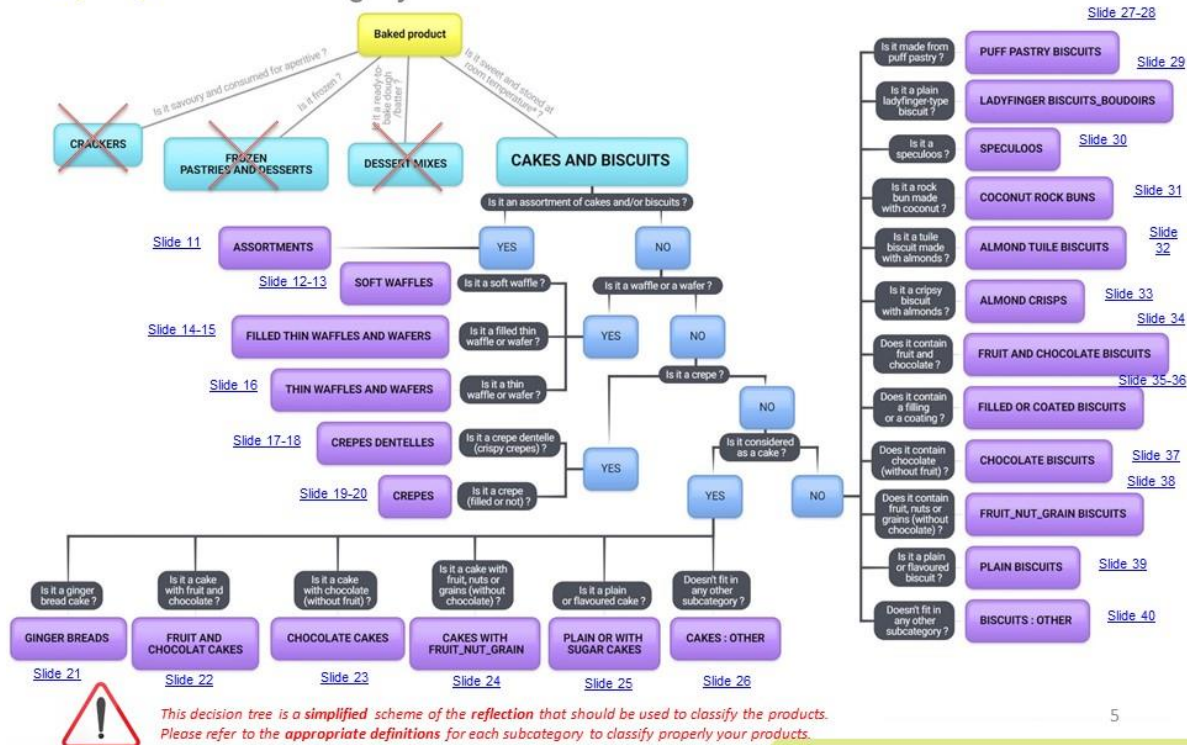 Slide 27-28
Baked product
Is it savoury and consumed for aperitive ?
Is it frozen ?
Is it a ready-to-
bake dough
/batter ?
Is it sweet and stored at
room temperature* ?
CRACKERS
FROZEN
PASTRIES AND DESSERTS
DESSERT MIXES
CAKES AND BISCUITS
Is it an assortment of cakes and/or biscuits ?
Slide 11
ASSORTMENTS
YES
NO
Slide 12-13
SOFT WAFFLES
Is it a soft waffle ?
Is it a waffle or a wafer ?
Slide 14-15
FILLED THIN WAFFLES AND WAFERS
Is it a filled thin
waffle or wafer ?
YES
NO
Slide 16
THIN WAFFLES AND WAFERS
Is it a thin
waffle or wafer ?
Is it a crepe ?
NO
Slide 17-18
CREPES DENTELLES
Is it a crepe dentelle
(crispy crepes) ?
YES
Is it considered
as a cake ?
Slide 19-20
CREPES
Is it a crepe
(filled or not) ?
YES
NO
Is it a ginger
bread cake ?
Is it a cake
with fruit and
chocolate ?
Is it a cake
with chocolate
(without fruit) ?
Is it a cake with
fruit, nuts or
grains (without
chocolate) ?
Is it a plain
or flavoured cake ?
Doesn't fit in
any other
subcategory ?
GINGER BREADS
FRUIT AND
CHOCOLAT CAKES
CHOCOLATE CAKES
CAKES WITH
FRUIT_NUT_GRAIN
PLAIN OR WITH
SUGAR CAKES
CAKES : OTHER
Slide 21
Slide 22
Slide 23
Slide 24
Slide 25
Slide 26
Is it made from
puff pastry ?
PUFF PASTRY BISCUITS
Slide 29
Is it a plain
ladyfinger-type
biscuit ?
LADYFINGER BISCUITS_BOUDOIRS
Is it a
speculoos ?
SPECULOOS
Slide 30
Is it a rock
bun made
with coconut ?
COCONUT ROCK BUNS
Slide 31
Is it a tuile
biscuit made
with almonds ?
ALMOND TUILE BISCUITS
Slide
32
Is it a cripsy
biscuit
with almonds ?
ALMOND CRISPS
Slide 33
Slide 34
Does it contain
fruit and
chocolate ?
FRUIT AND CHOCOLATE BISCUITS
Slide 35-36
Does it contain
a filling
or a coating ?
FILLED OR COATED BISCUITS
Does it contain
chocolate
(without fruit) ?
CHOCOLATE BISCUITS
Slide 37
Slide 38
Does it contain
fruit, nuts or
grains (without
chocolate) ?
FRUIT_NUT_GRAIN BISCUITS
Is it a plain
or flavoured
biscuit ?
PLAIN BISCUITS
Slide 39
Doesn't fit in
any other
subcategory ?
BISCUITS : OTHER
Slide 40
!
This decision tree is a simplified scheme of the reflection that should be used to classify the products.
Please refer to the appropriate definitions for each subcategory to classify properly your products.
5